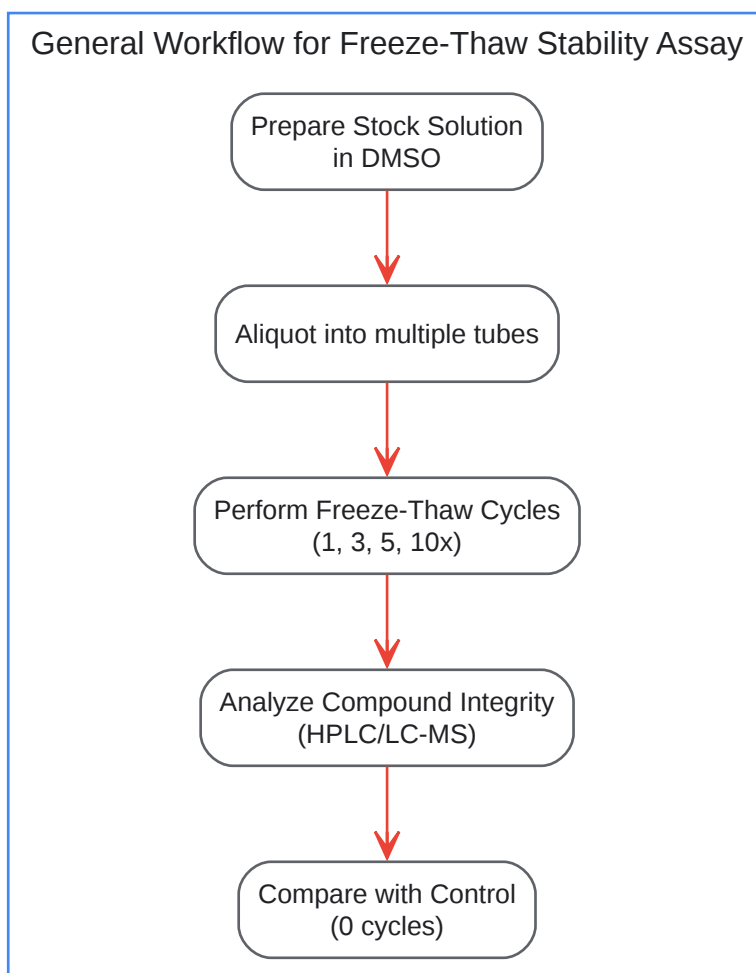 General Workflow for Freeze-Thaw Stability Assay
Prepare Stock Solution
in DMSO
Aliquot into multiple tubes
Perform Freeze-Thaw Cycles
(1, 3, 5, 10x)
Analyze Compound Integrity
(HPLC/LC-MS)
Compare with Control
(0 cycles)